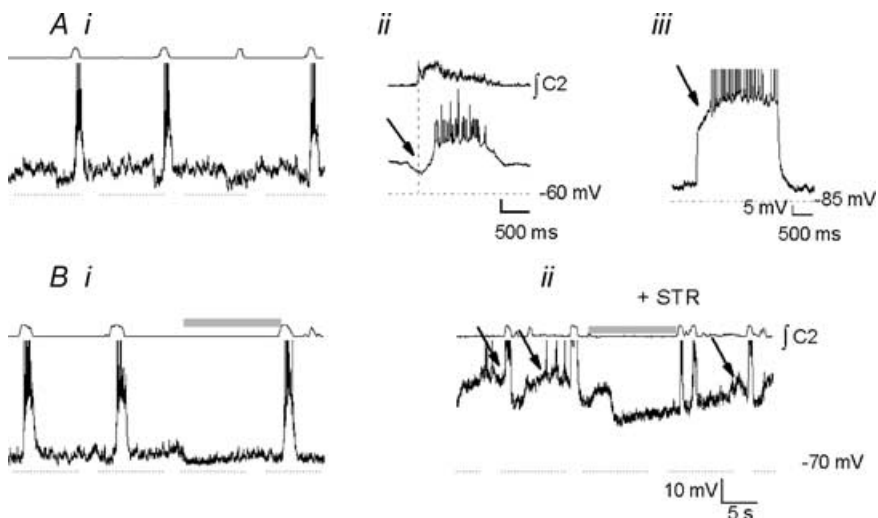 A i
ii
iii
∫C2
-60 mV
500 ms
-85 mV
5 mV
500 ms
B i
ii
+ STR
∫C2
-70 mV
10 mV
5 s